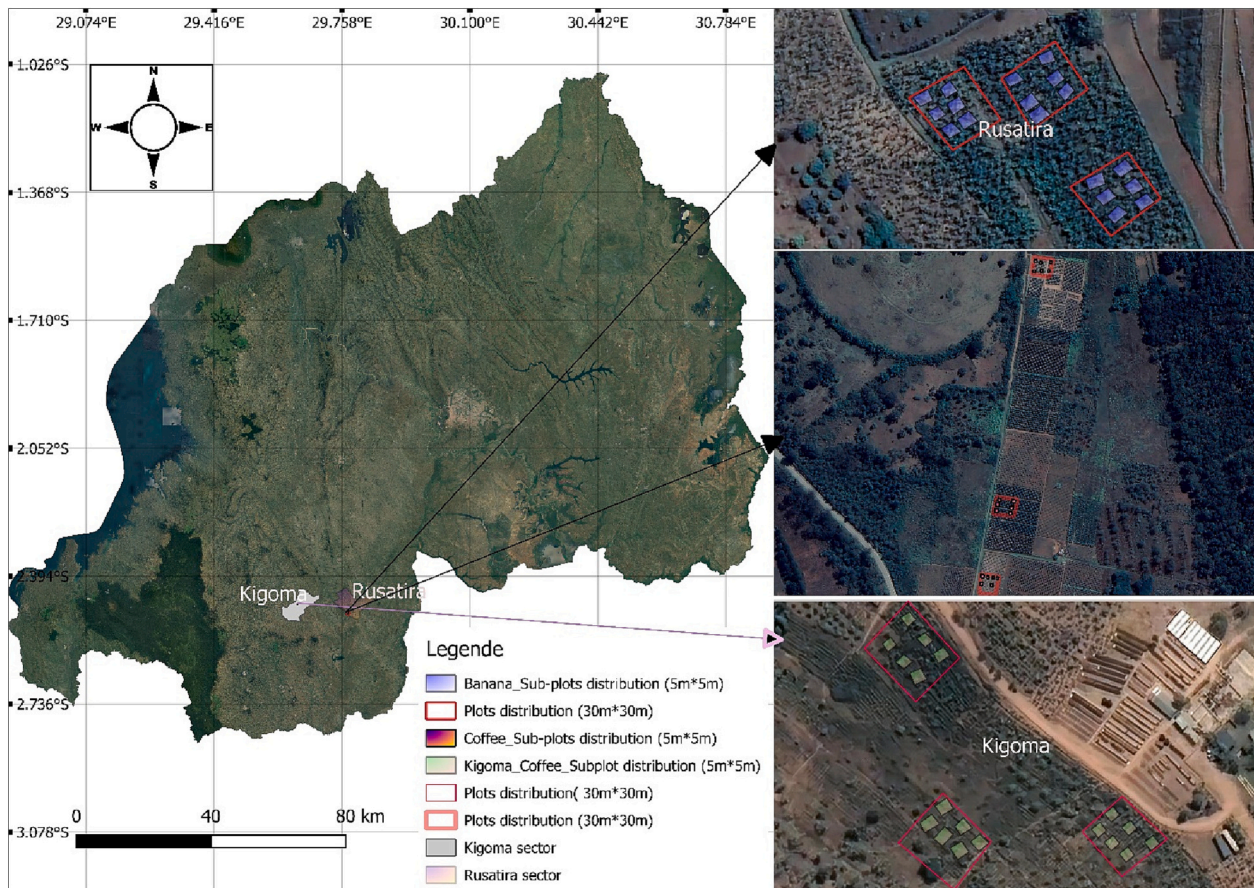 29.074°E 29.416°E 29.758°E 30.100°E 30.442°E 30.784°E
1.026°S
N
W E
S
1.368°S
1.710°S
2.052°S
2.394°S
2.736°S
3.078°S
Kigoma
Rusatira
Rusatira
Kigoma
Legende
Banana_Sub-plots distribution (5m*5m)
Plots distribution (30m*30m)
Coffee_Sub-plots distribution (5m*5m)
Kigoma_Coffee_Subplot distribution (5m*5m)
Plots distribution( 30m*30m)
Plots distribution (30m*30m)
Kigoma sector
Rusatira sector
0 40 80 km